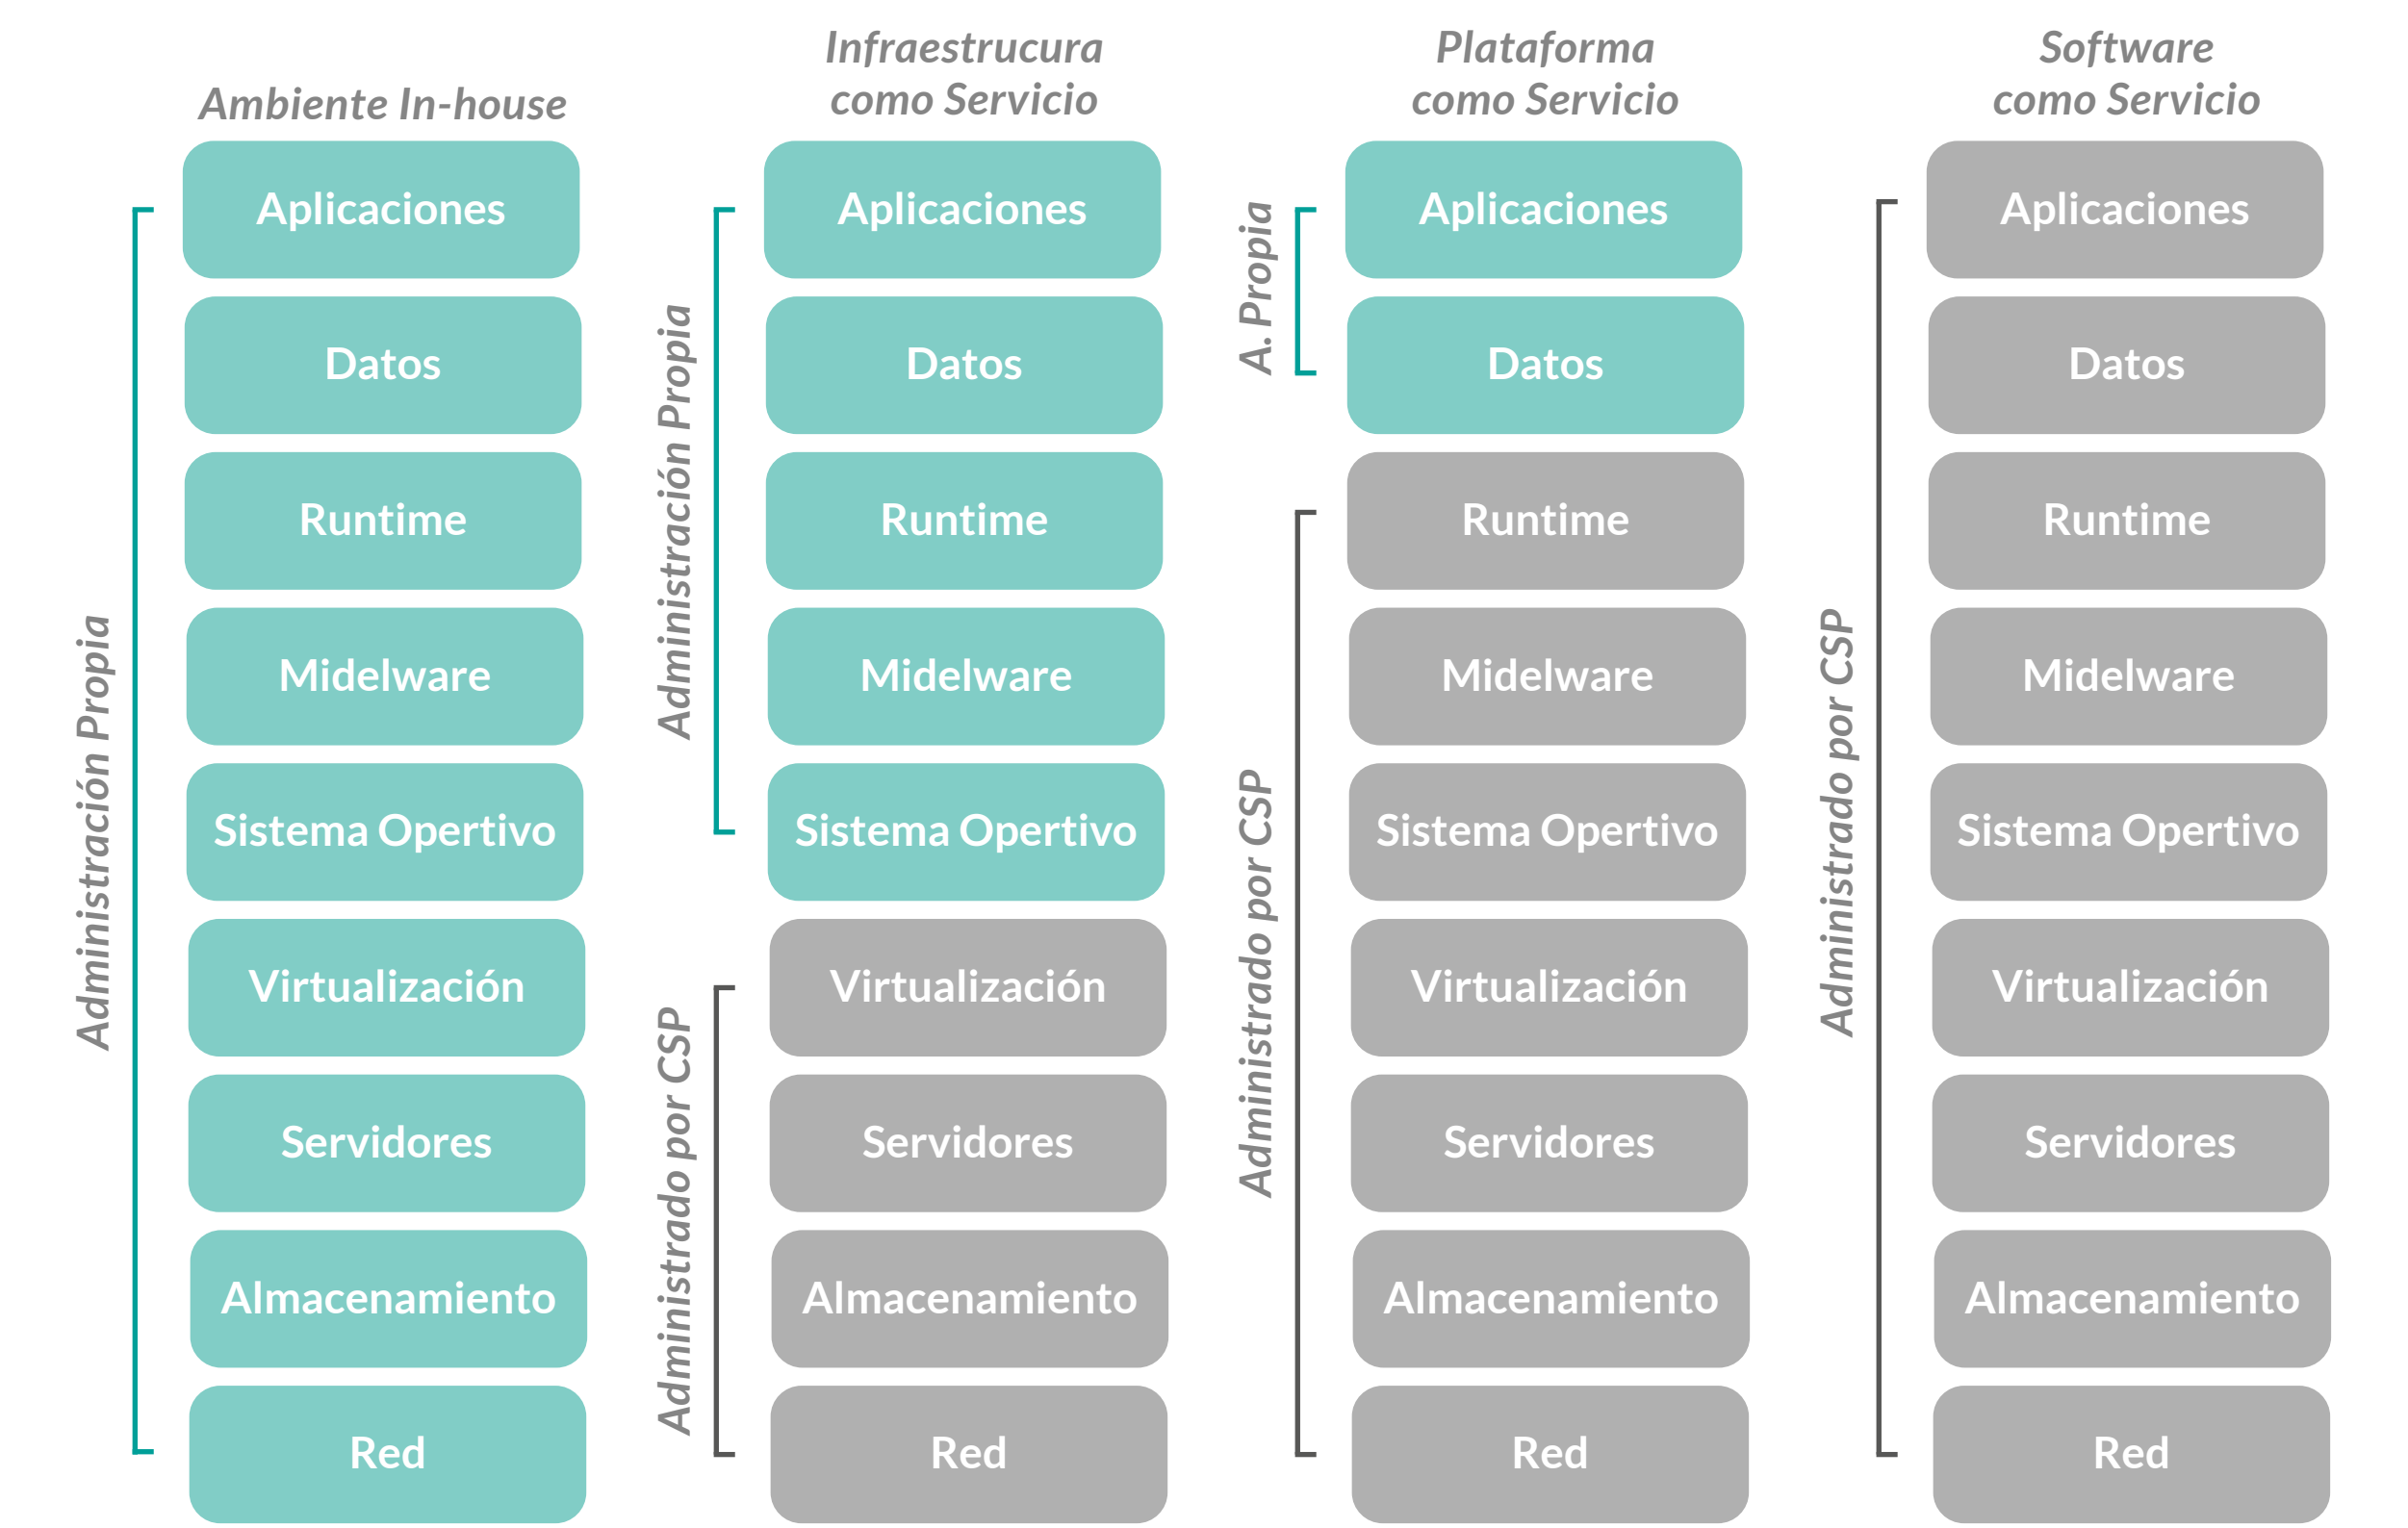 Ambiente In-house
Administración Propia
Aplicaciones
Datos
Runtime
Midelware
Sistema Opertivo
Virtualización
Servidores
Almacenamiento
Red
Infraestrucura
como Servicio
Administración Propia
Administrado por CSP
Aplicaciones
Datos
Runtime
Midelware
Sistema Opertivo
Virtualización
Servidores
Almacenamiento
Red
Plataforma
como Servicio
A. Propia
Administrado por CSP
Aplicaciones
Datos
Runtime
Midelware
Sistema Opertivo
Virtualización
Servidores
Almacenamiento
Red
Software
como Servicio
Administrado por CSP
Aplicaciones
Datos
Runtime
Midelware
Sistema Opertivo
Virtualización
Servidores
Almacenamiento
Red